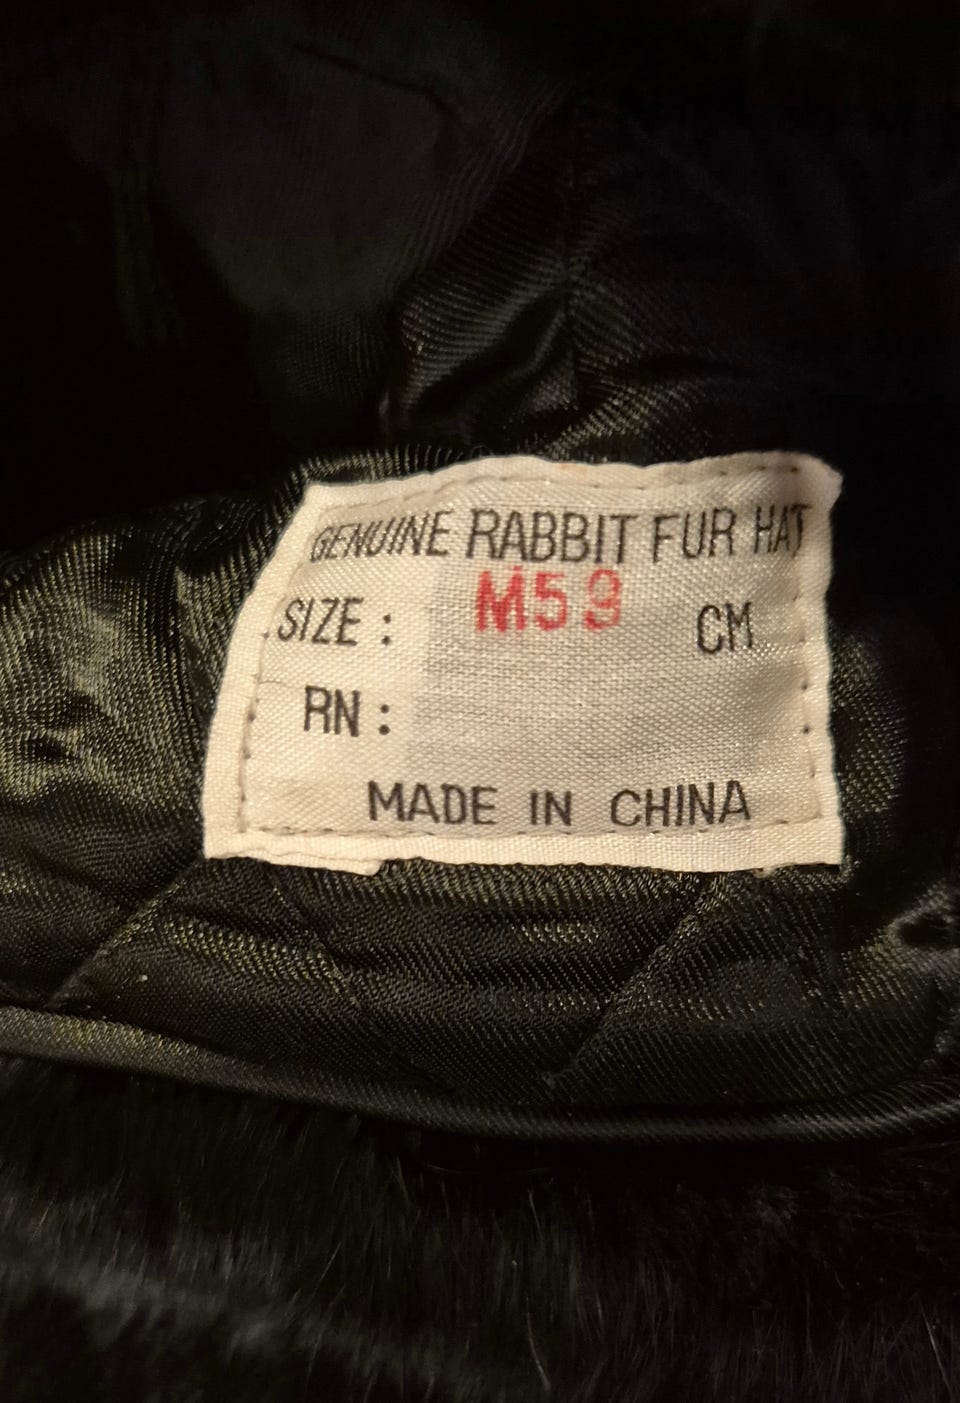 GENUINE RABBIT FUR HAT
SIZE : M59 CM
RN :
MADE IN CHINA